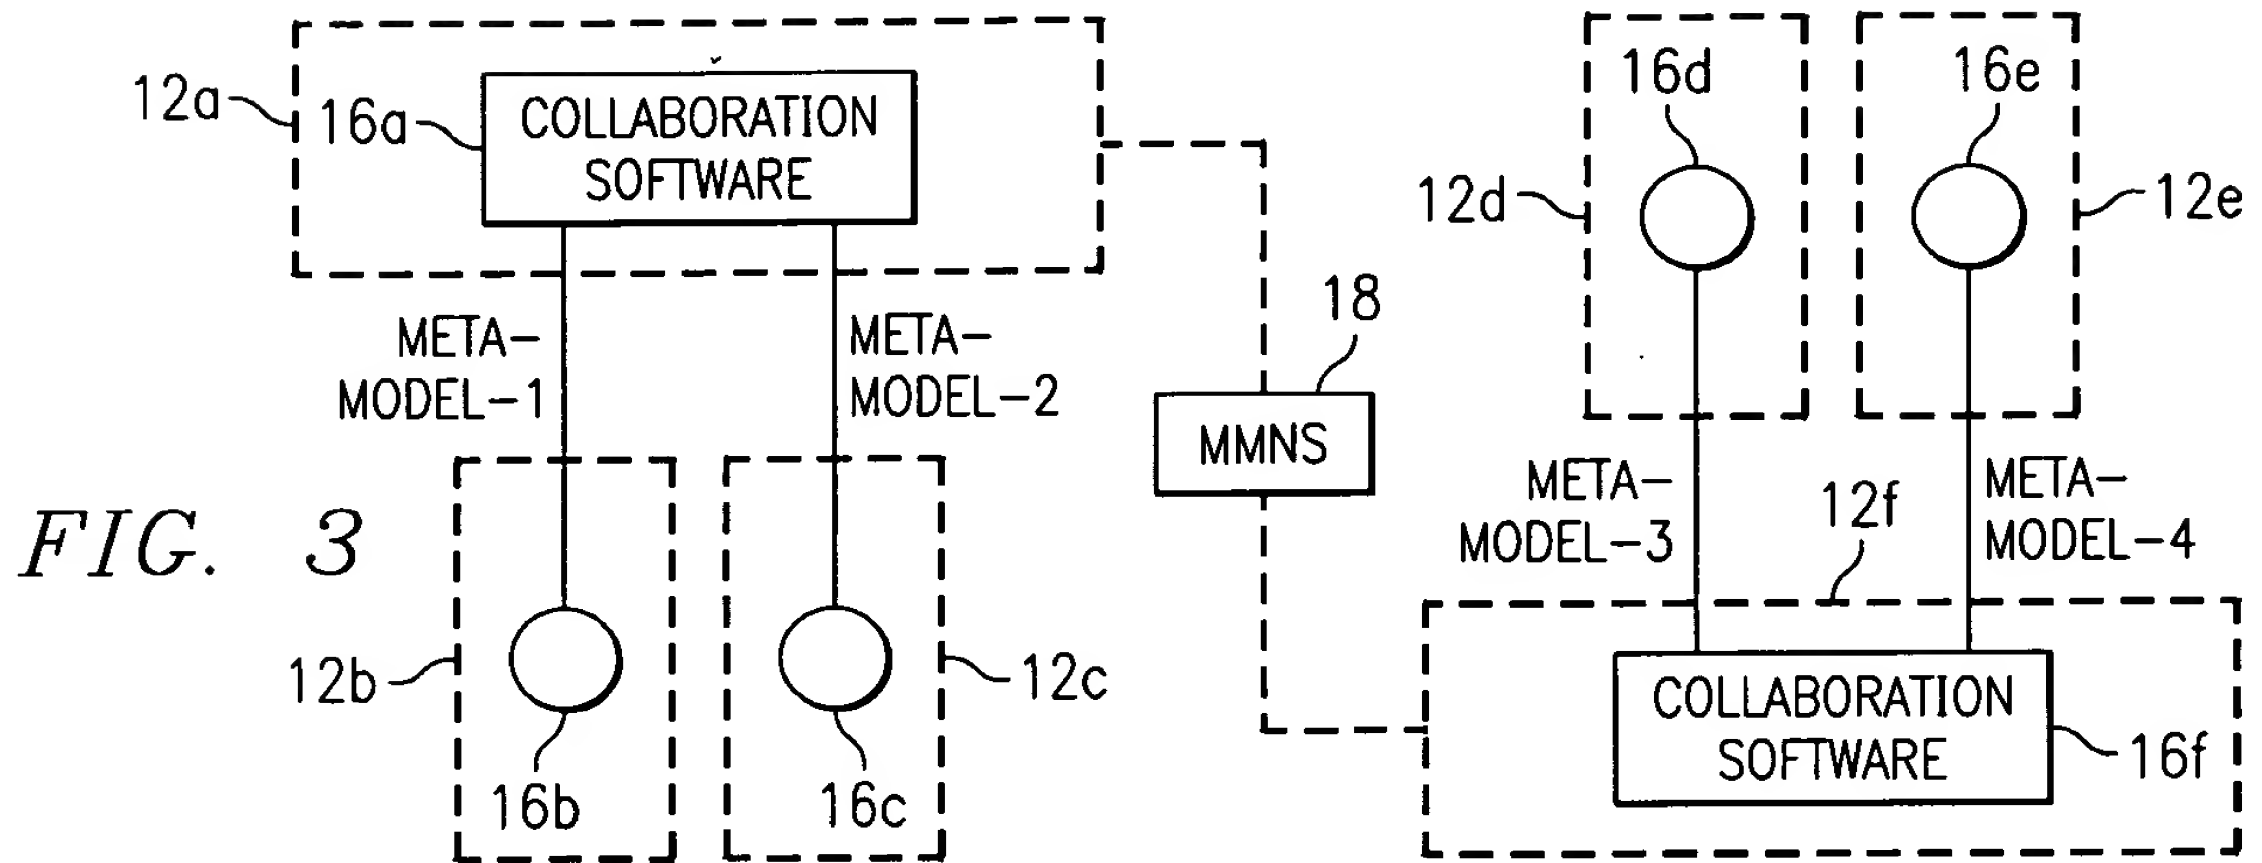 12a
16a
COLLABORATION
SOFTWARE
META-
MODEL-1
META-
MODEL-2
12b
16b
16c
12c
FIG. 3
18
MMNS
16d
16e
12d
12e
META-
MODEL-3
META-
MODEL-4
12f
COLLABORATION
SOFTWARE
16f